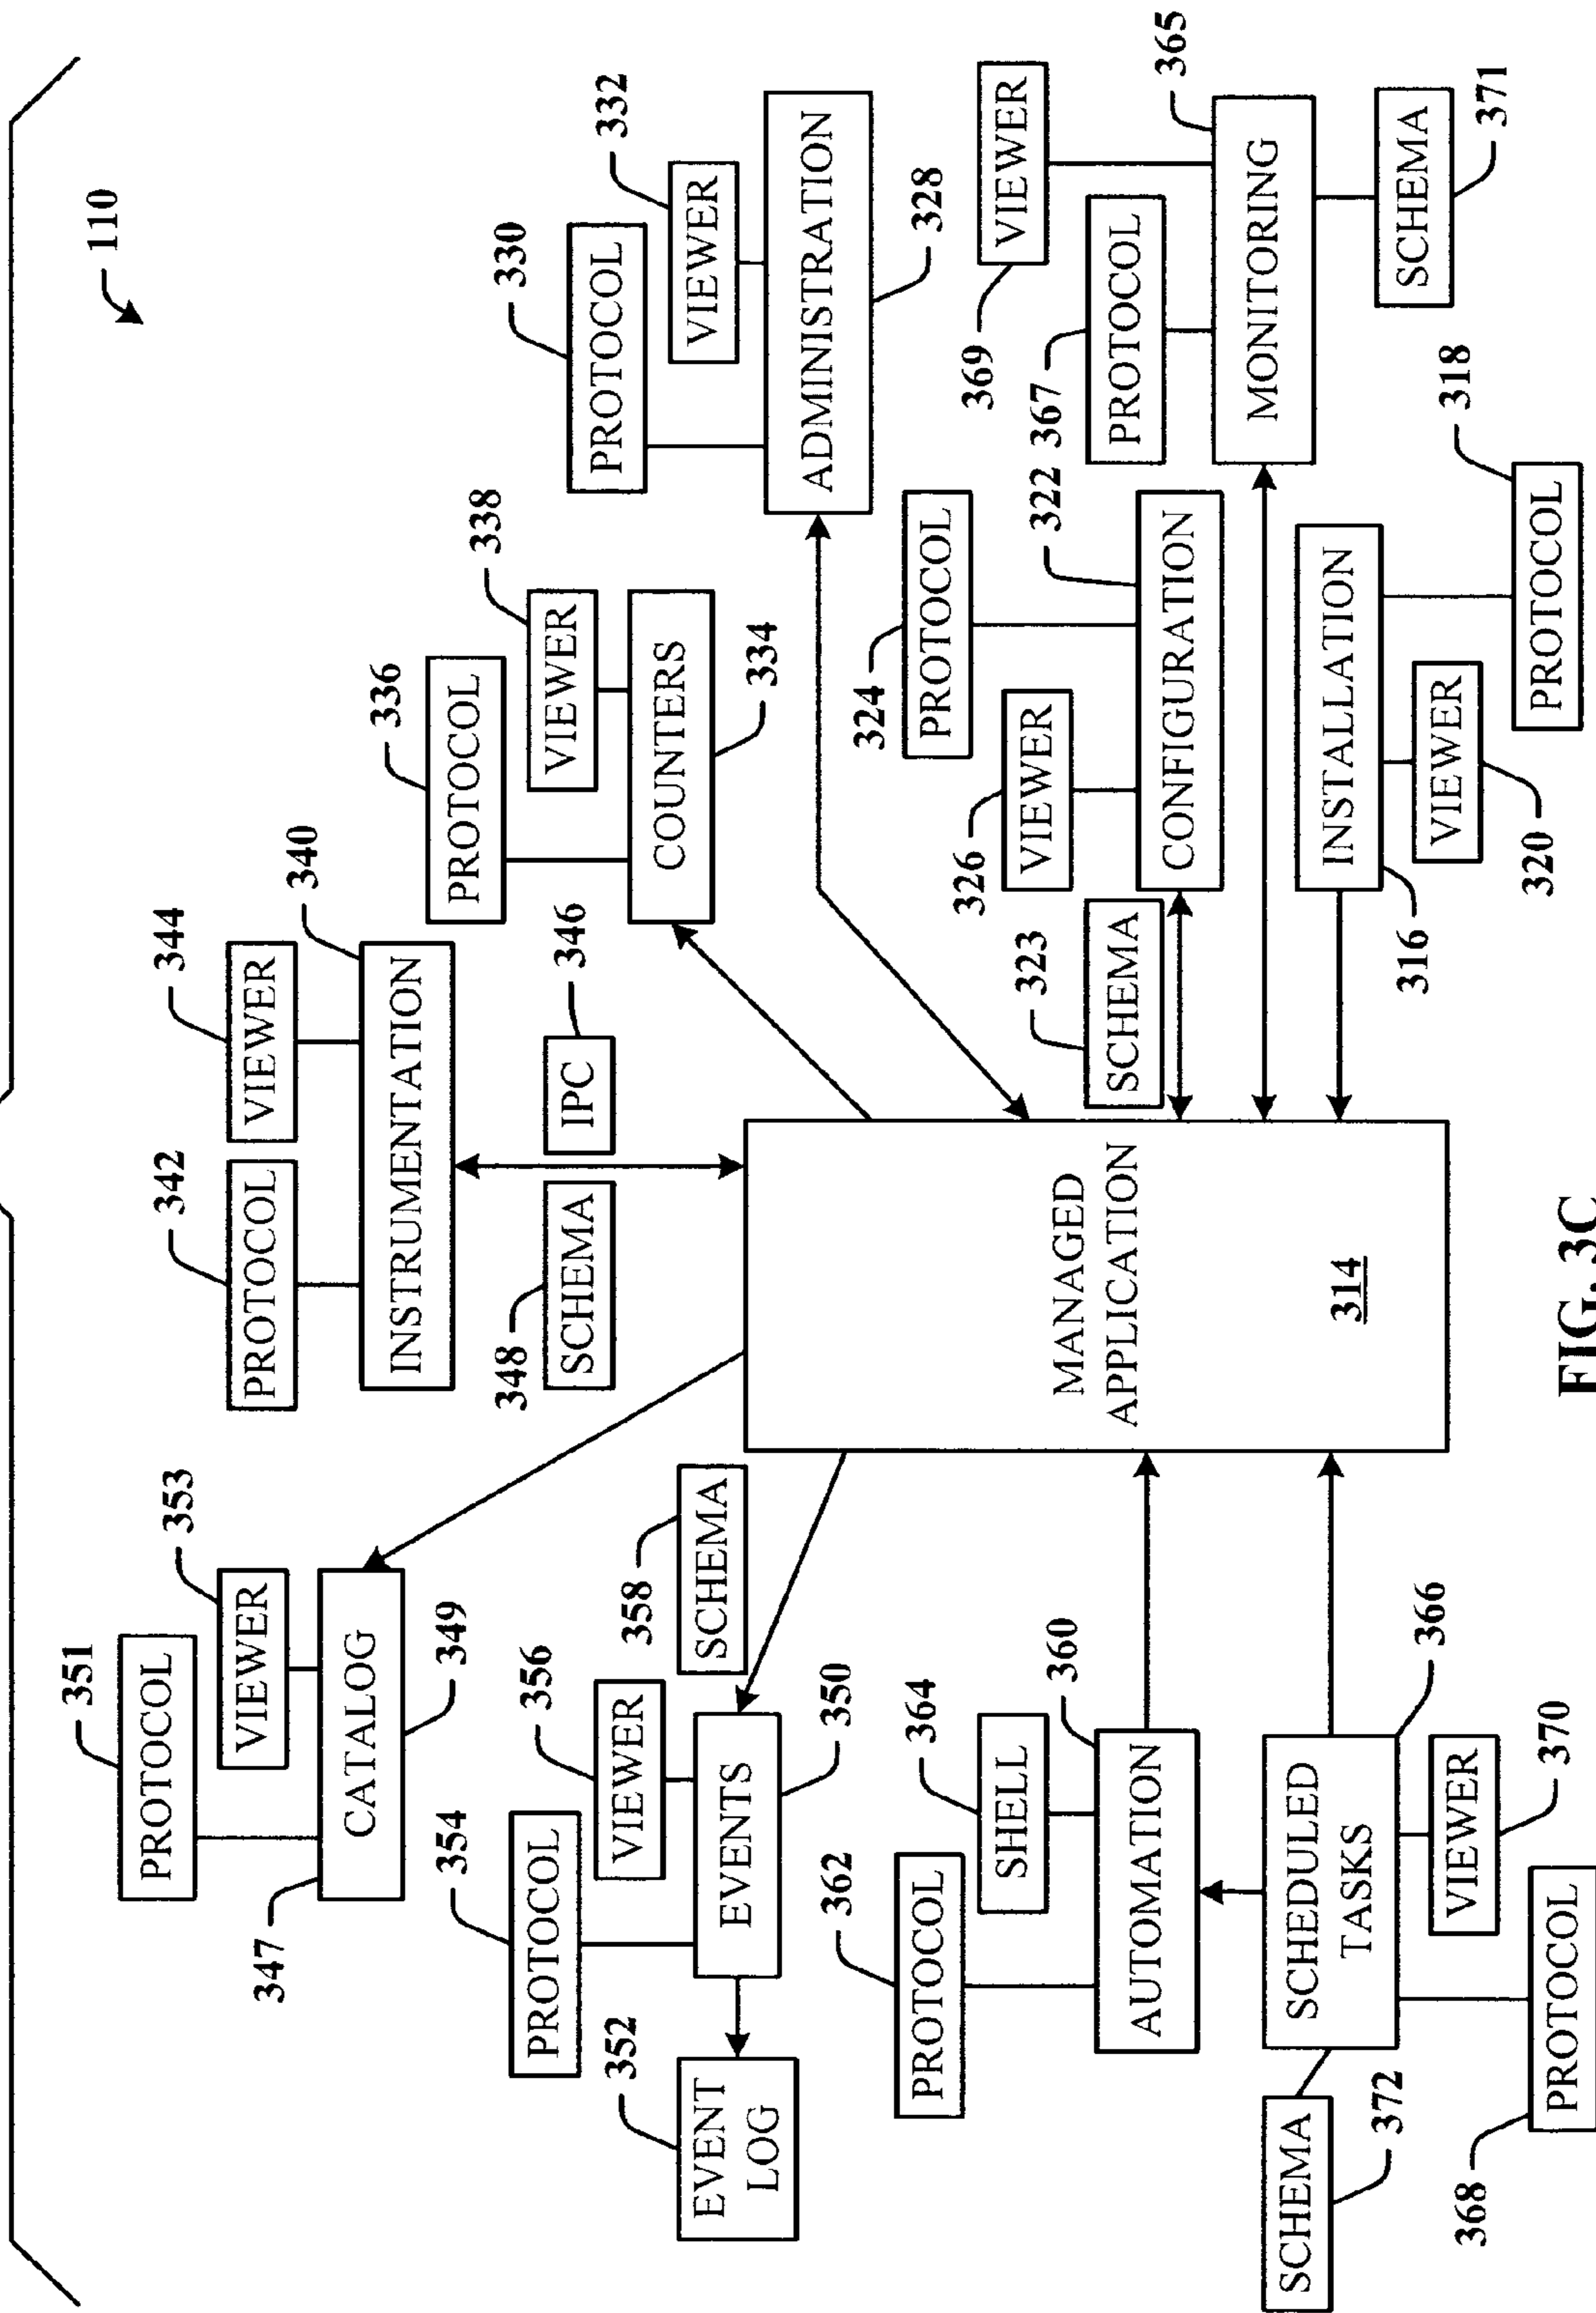 110
351
PROTOCOL
353
VIEWER
347
CATALOG
349
342
PROTOCOL
344
VIEWER
340
INSTRUMENTATION
348
SCHEMA
346
IPC
336
PROTOCOL
338
VIEWER
COUNTERS
334
330
PROTOCOL
332
VIEWER
ADMINISTRATION
328
352
EVENT
LOG
354
PROTOCOL
356
VIEWER
EVENTS
350
358
SCHEMA
362
PROTOCOL
364
SHELL
360
AUTOMATION
MANAGED
APPLICATION
314
323
SCHEMA
326
VIEWER
324
PROTOCOL
322
CONFIGURATION
367
PROTOCOL
369
VIEWER
365
MONITORING
SCHEMA
371
SCHEMA
372
SCHEDULED
TASKS
366
368
PROTOCOL
VIEWER
370
316
INSTALLATION
VIEWER
320
318
PROTOCOL
FIG. 3C